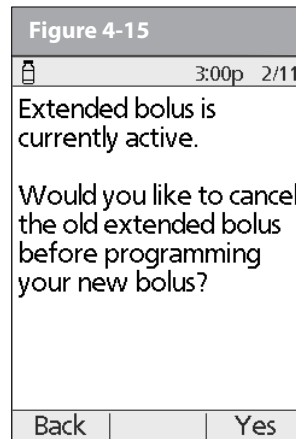 Figure 4-15
3:00p 2/11
Extended bolus is
currently active.
Would you like to cancel
the old extended bolus
before programming
your new bolus?
Back | | Yes